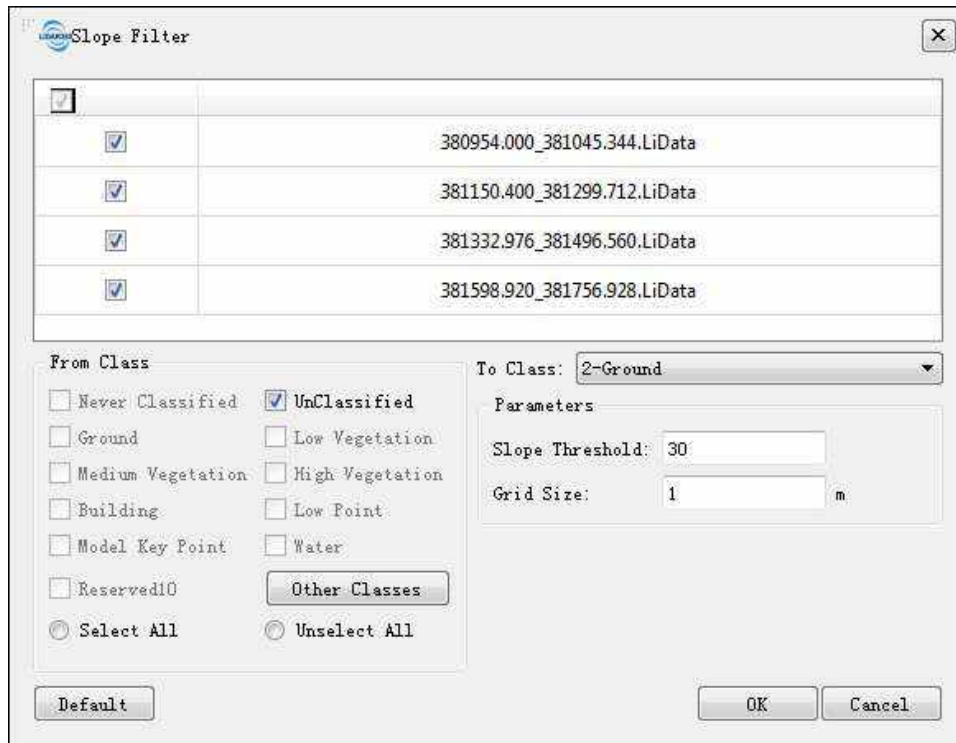 Slope Filter
380954.000_381045.344.LiData
381150.400_381299.712.LiData
381332.976_381496.560.LiData
381598.920_381756.928.LiData
From Class
To Class: 2-Ground
Never Classified UnClassified
Parameters
Ground Low Vegetation
Slope Threshold: 30
Medium Vegetation High Vegetation
Grid Size: 1 m
Building Low Point
Model Key Point Water
Reserved10 Other Classes
Select All Unselect All
Default OK Cancel